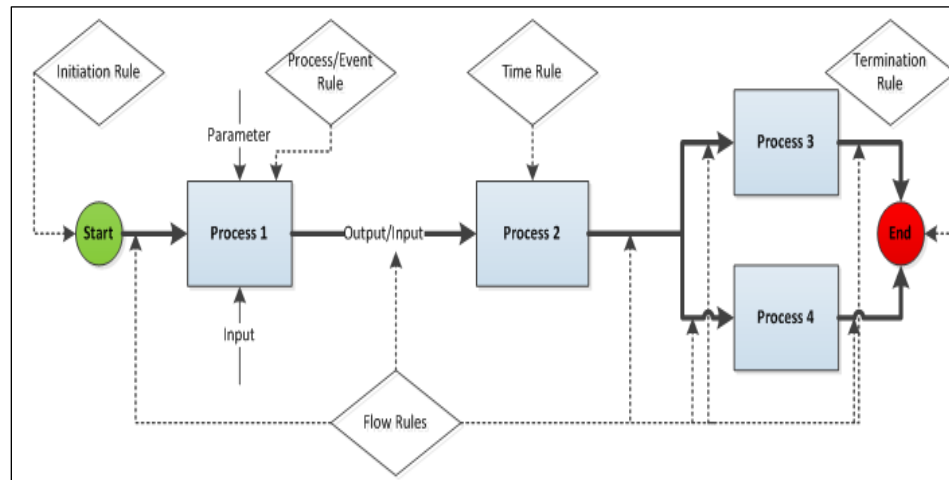 Initiation Rule
Process/Event
Rule
Time Rule
Termination
Rule
Parameter
Process 3
Start
Process 1
Output/Input
Process 2
End
Process 4
Input
Flow Rules